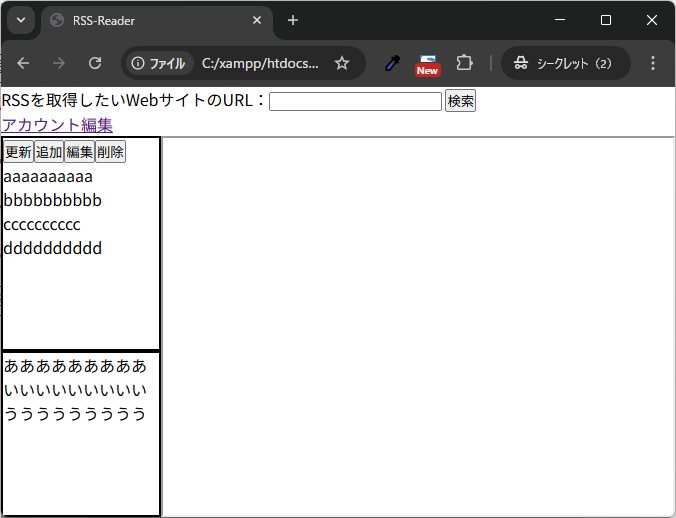 RSS-Reader
ファイル C:/xampp/htdocs... New シークレット (2)
RSSを取得したいWebサイトのURL： 検索
アカウント編集
更新 追加 編集 削除
aaaaaaaaaa
bbbbbbbbbb
cccccccccc
dddddddddd
あああああああああ
いいいいいいいいい
ううううううううう